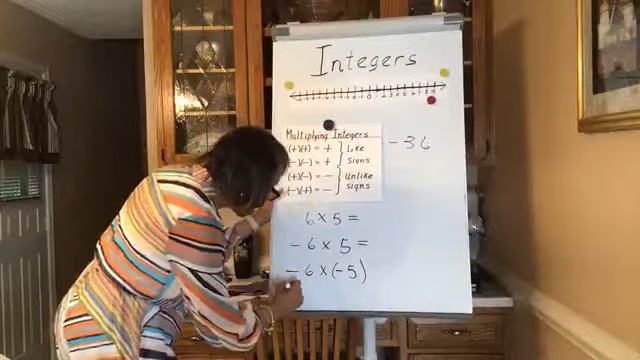 Integers
Multiplying Integers
(+)(+) = + } Like
(-)(-) = + } Signs
(+)(-) = - } Unlike
(-)(+) = - } Signs
- 36
6 x 5 =
- 6 x 5 =
- 6 x (-5)